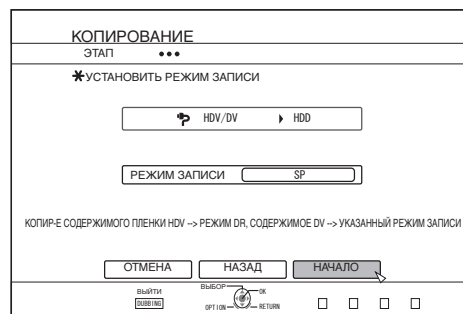 КОПИРОВАНИЕ
ЭТАП
УСТАНОВИТЬ РЕЖИМ ЗАПИСИ
HDV/DV HDD
РЕЖИМ ЗАПИСИ SP
КОПИР-Е СОДЕРЖИМОГО ПЛЕНКИ HDV --> РЕЖИМ DR, СОДЕРЖИМОЕ DV --> УКАЗАННЫЙ РЕЖИМ ЗАПИСИ
ОТМЕНА НАЗАД НАЧАЛО
ВЫЙТИ ВЫБОР OK
DUBBING OPTION RETURN